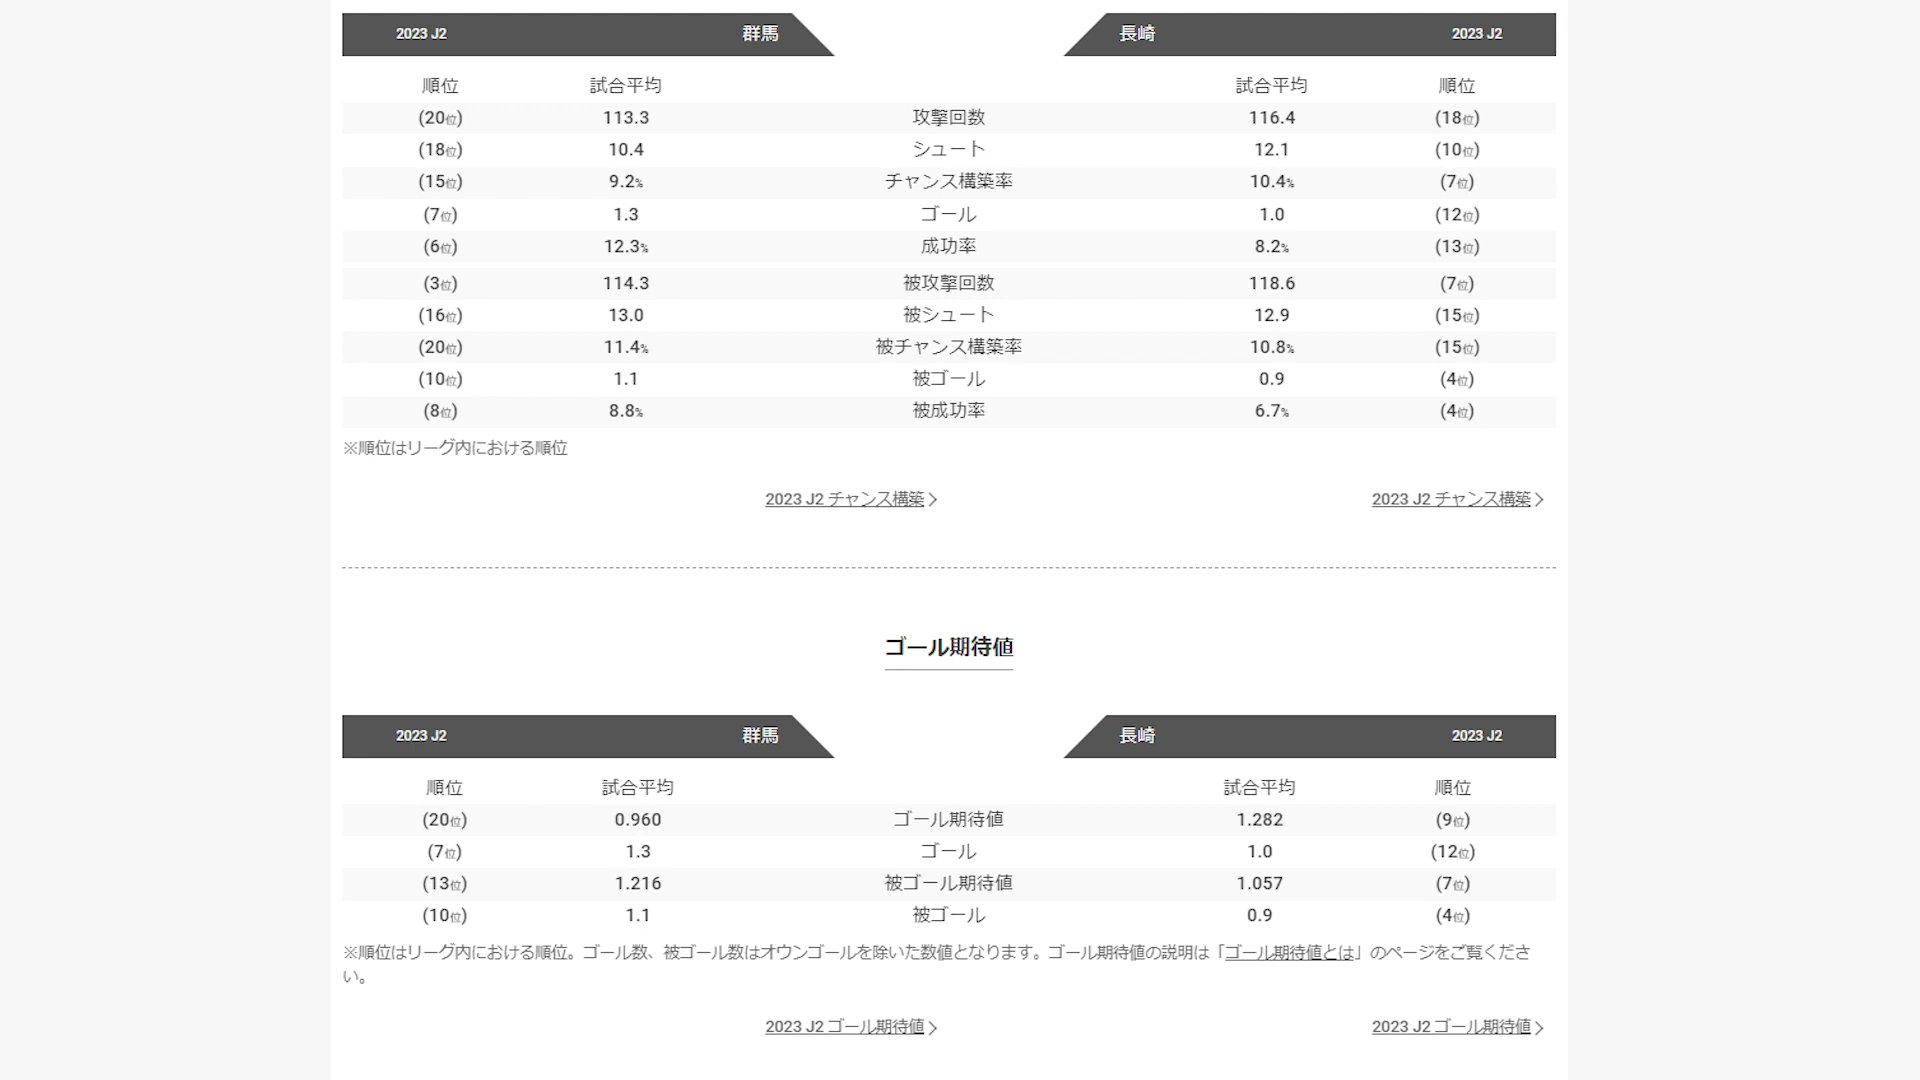 2023 J2 群馬 長崎 2023 J2
順位 試合平均 試合平均 順位
(20位) 113.3 攻撃回数 116.4 (18位)
(18位) 10.4 シュート 12.1 (10位)
(15位) 9.2% チャンス構築率 10.4% (7位)
(7位) 1.3 ゴール 1.0 (12位)
(6位) 12.3% 成功率 8.2% (13位)
(3位) 114.3 被攻撃回数 118.6 (7位)
(16位) 13.0 被シュート 12.9 (15位)
(20位) 11.4% 被チャンス構築率 10.8% (15位)
(10位) 1.1 被ゴール 0.9 (4位)
(8位) 8.8% 被成功率 6.7% (4位)
※順位はリーグ内における順位
2023 J2 チャンス構築 2023 J2 チャンス構築
ゴール期待値
2023 J2 群馬 長崎 2023 J2
順位 試合平均 試合平均 順位
(20位) 0.960 ゴール期待値 1.282 (9位)
(7位) 1.3 ゴール 1.0 (12位)
(13位) 1.216 被ゴール期待値 1.057 (7位)
(10位) 1.1 被ゴール 0.9 (4位)
※順位はリーグ内における順位。ゴール数、被ゴール数はオウンゴールを除いた数値となります。ゴール期待値の説明は「ゴール期待値とは」のページをご覧くださ
い。
2023 J2 ゴール期待値 2023 J2 ゴール期待値